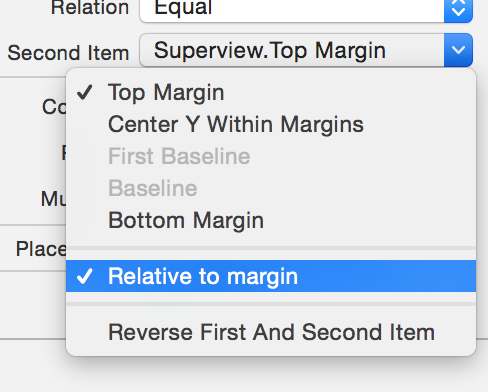 Relation Equal
Second Item Superview.Top Margin
Top Margin
Co
Center Y Within Margins
First Baseline
Baseline
Mu
Bottom Margin
Place
Relative to margin
Reverse First And Second Item